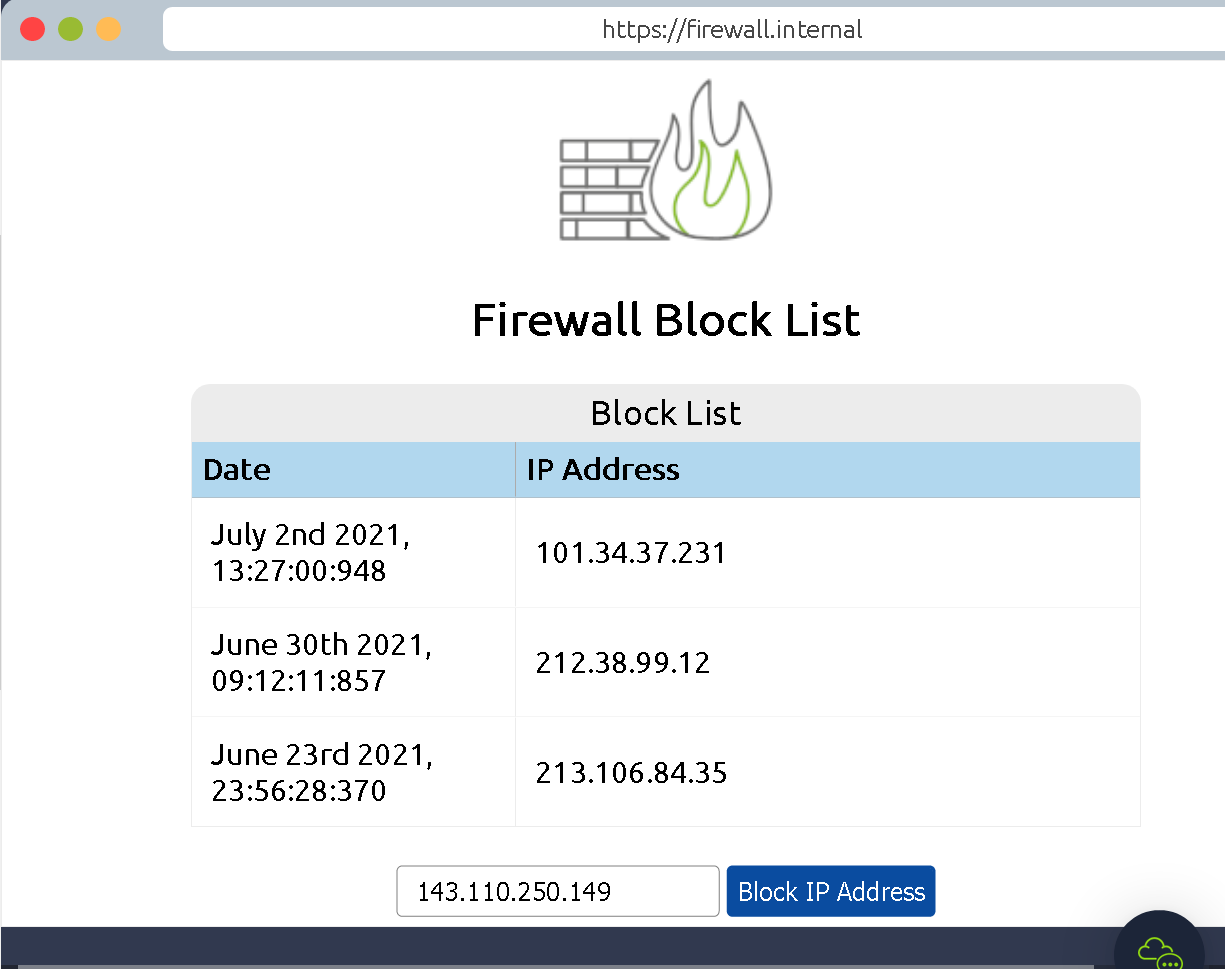 https://firewall.internal
Firewall Block List
Block List
Date IP Address
July 2nd 2021,
13:27:00:948
101.34.37.231
June 30th 2021,
09:12:11:857
212.38.99.12
June 23rd 2021,
23:56:28:370
213.106.84.35
143.110.250.149 Block IP Address